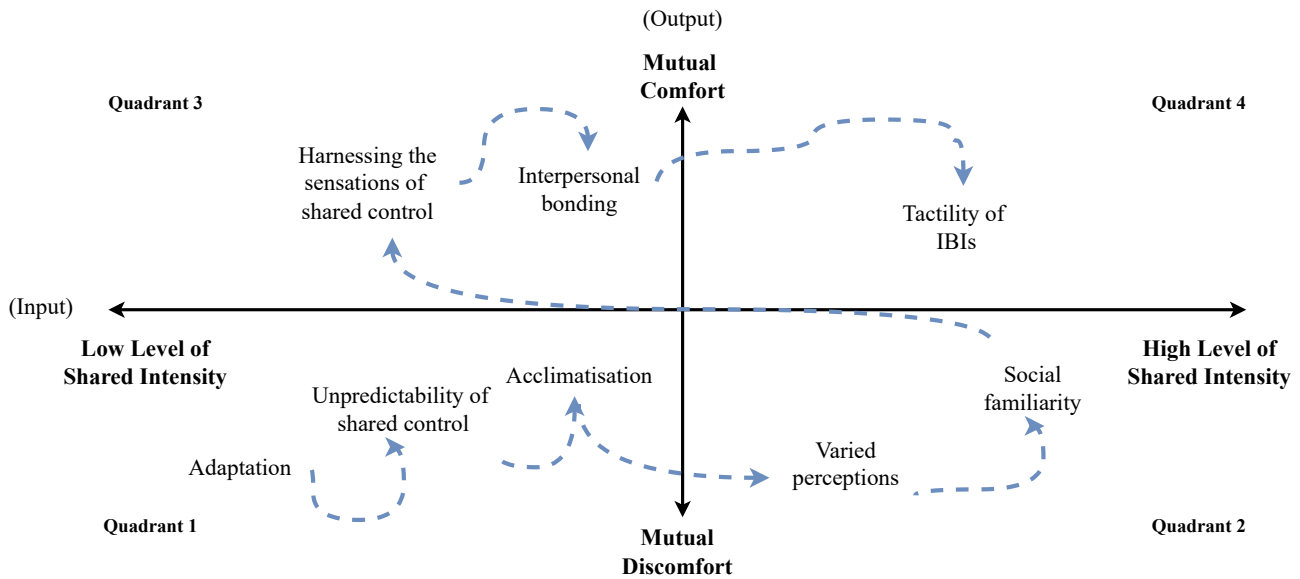 (Output)
Mutual
Comfort
Quadrant 3
Quadrant 4
Harnessing the
sensations of
shared control
Interpersonal
bonding
Tactility of
IBIs
(Input)
Low Level of
Shared Intensity
High Level of
Shared Intensity
Unpredictability of
shared control
Acclimatisation
Social
familiarity
Adaptation
Varied
perceptions
Quadrant 1
Quadrant 2
Mutual
Discomfort